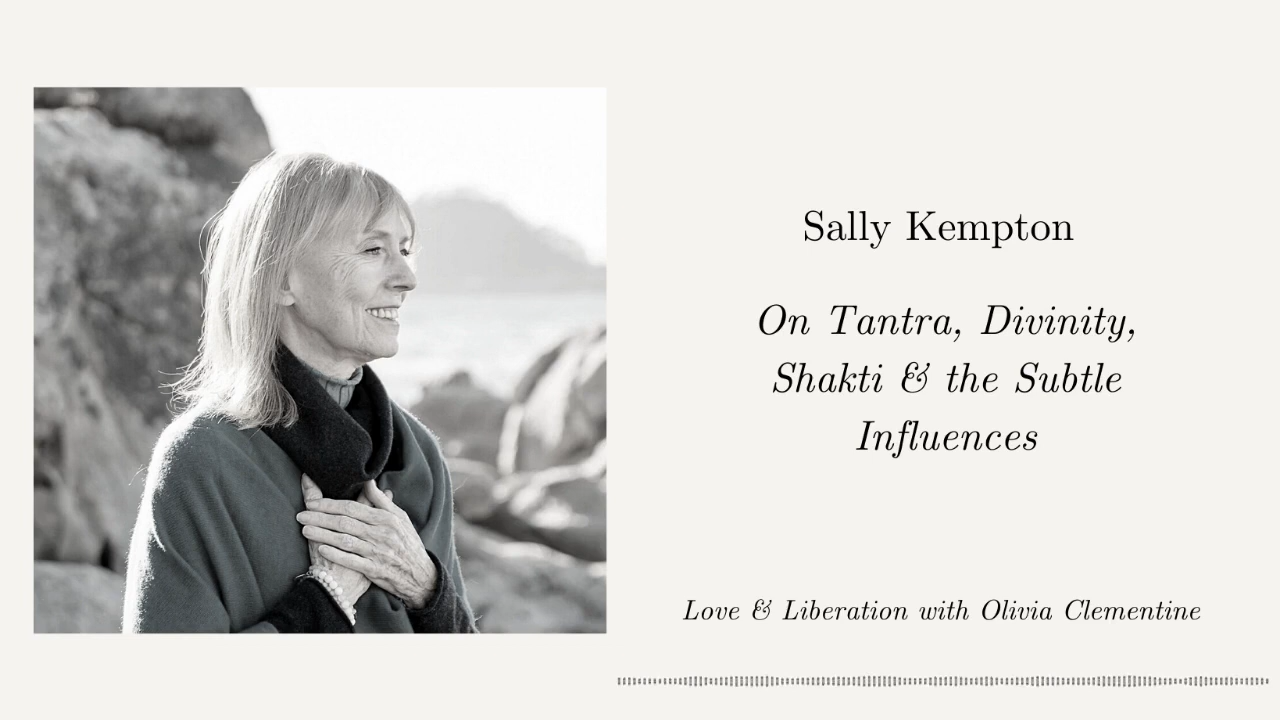 Sally Kempton
On Tantra, Divinity,
Shakti & the Subtle
Influences
Love & Liberation with Olivia Clementine